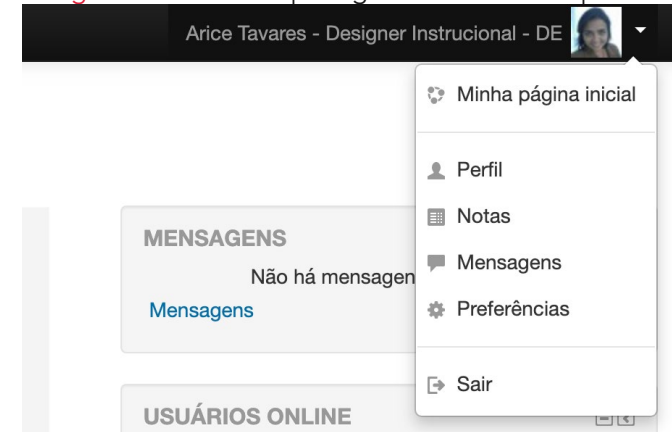 Arice Tavares - Designer Instrucional - DE
Minha página inicial
Perfil
Notas
Mensagens
Preferências
Sair
MENSAGENS
Não há mensagen
Mensagens
USUÁRIOS ONLINE